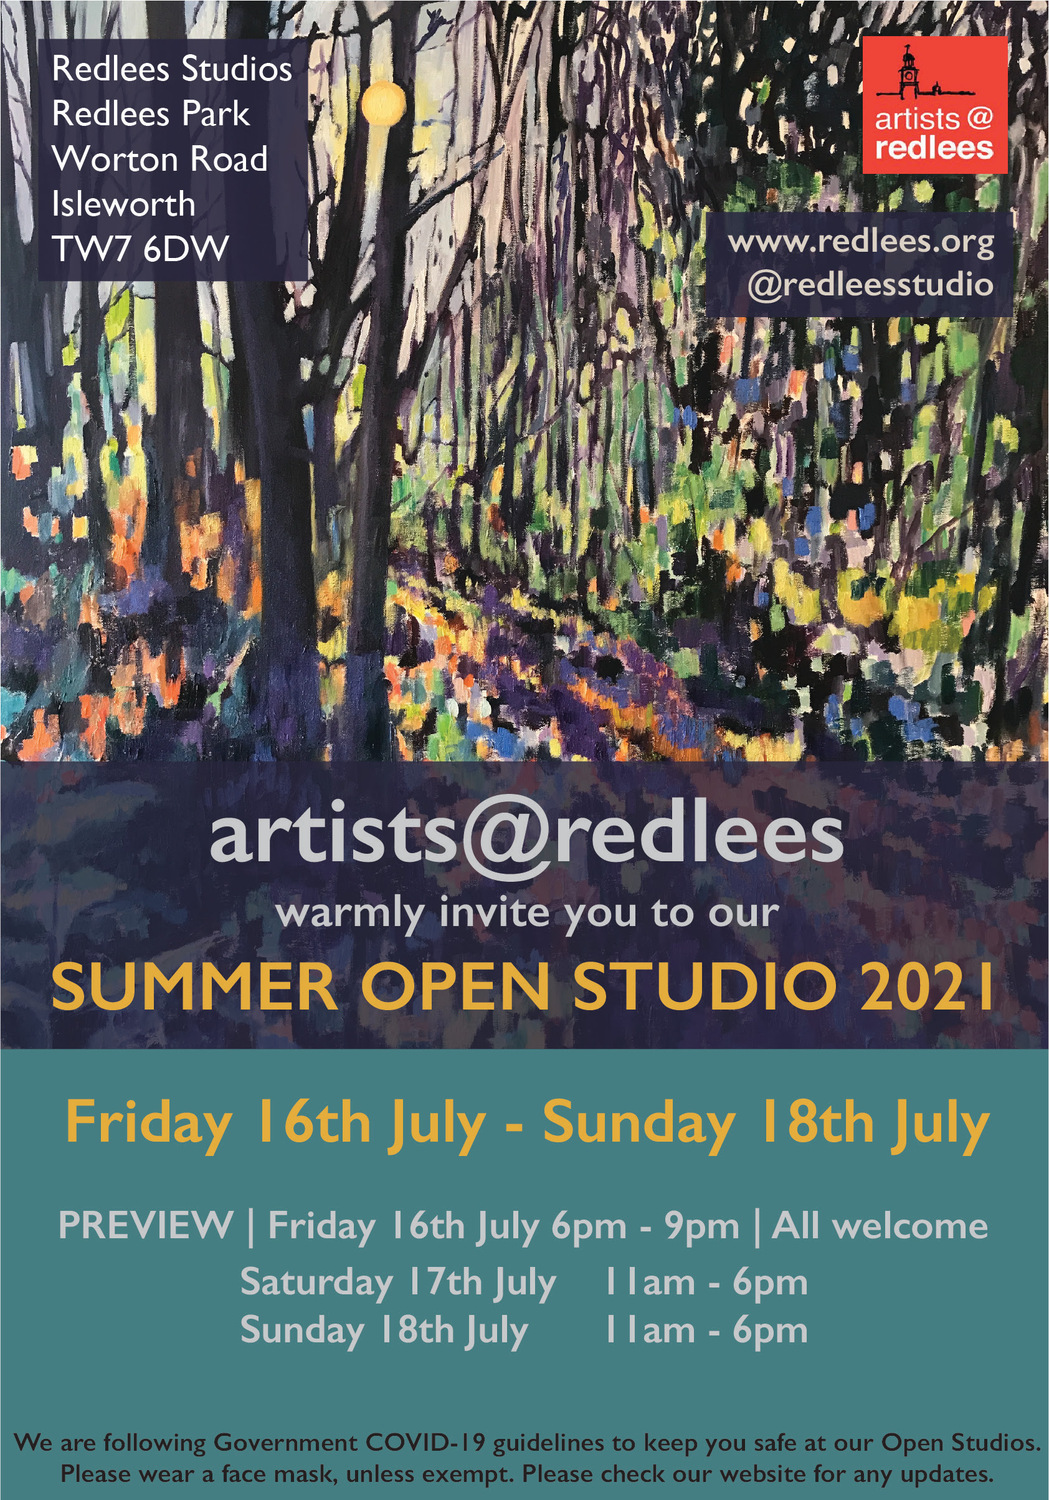 Redlees Studios
Redlees Park
Worton Road
Isleworth
TW7 6DW
artists @
redlees
www.redlees.org
@redleesstudio
artists@redlees
warmly invite you to our
SUMMER OPEN STUDIO 2021
Friday 16th July - Sunday 18th July
PREVIEW | Friday 16th July 6pm - 9pm | All welcome
Saturday 17th July 11am - 6pm
Sunday 18th July 11am - 6pm
We are following Government COVID-19 guidelines to keep you safe at our Open Studios.
Please wear a face mask, unless exempt. Please check our website for any updates.